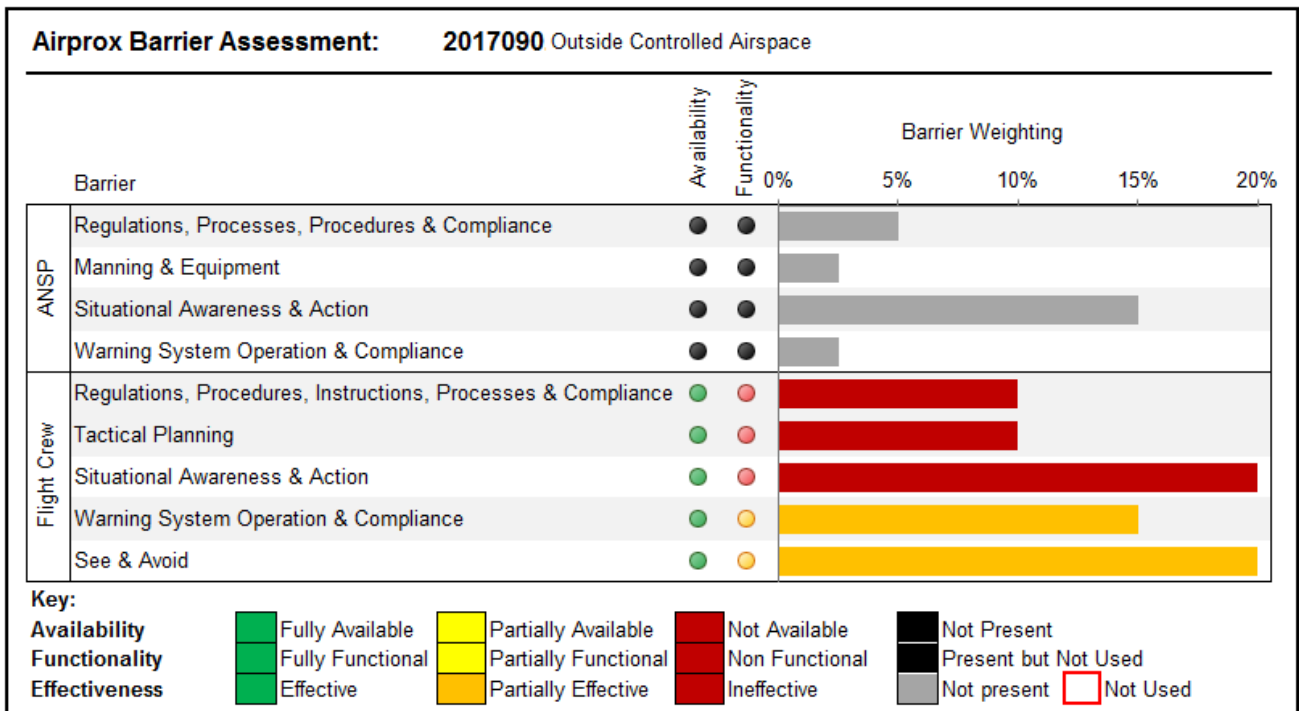 Airprox Barrier Assessment: 2017090 Outside Controlled Airspace
Barrier Availability Functionality Barrier Weighting
0% 5% 10% 15% 20%
ANSP
Regulations, Processes, Procedures & Compliance
Manning & Equipment
Situational Awareness & Action
Warning System Operation & Compliance
Flight Crew
Regulations, Procedures, Instructions, Processes & Compliance
Tactical Planning
Situational Awareness & Action
Warning System Operation & Compliance
See & Avoid
Key:
Availability Fully Available Partially Available Not Available Not Present
Functionality Fully Functional Partially Functional Non Functional Present but Not Used
Effectiveness Effective Partially Effective Ineffective Not present Not Used